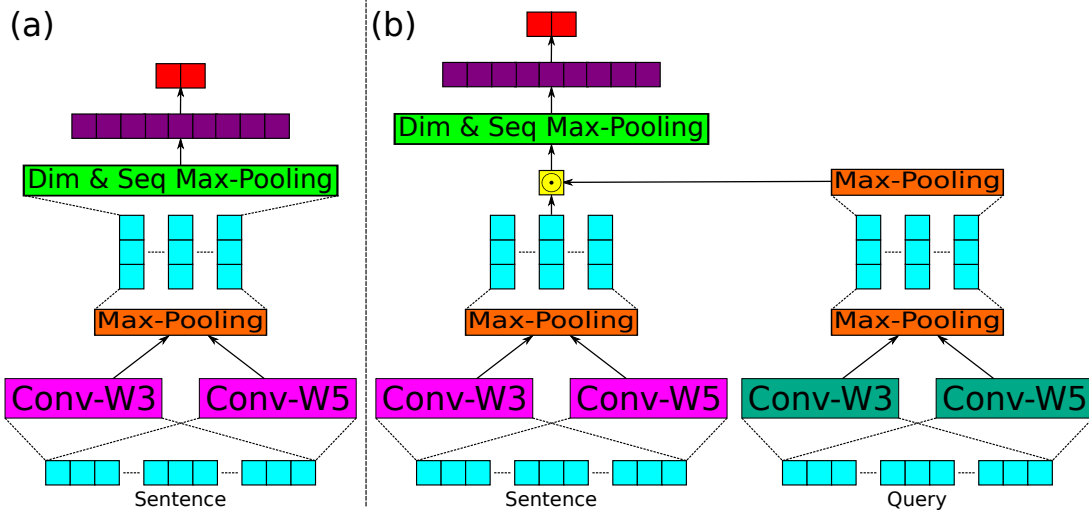 (a)
Dim & Seq Max-Pooling
Max-Pooling
Conv-W3
Conv-W5
Sentence
(b)
Dim & Seq Max-Pooling
Max-Pooling
Max-Pooling
Max-Pooling
Conv-W3
Conv-W5
Conv-W3
Conv-W5
Sentence
Query